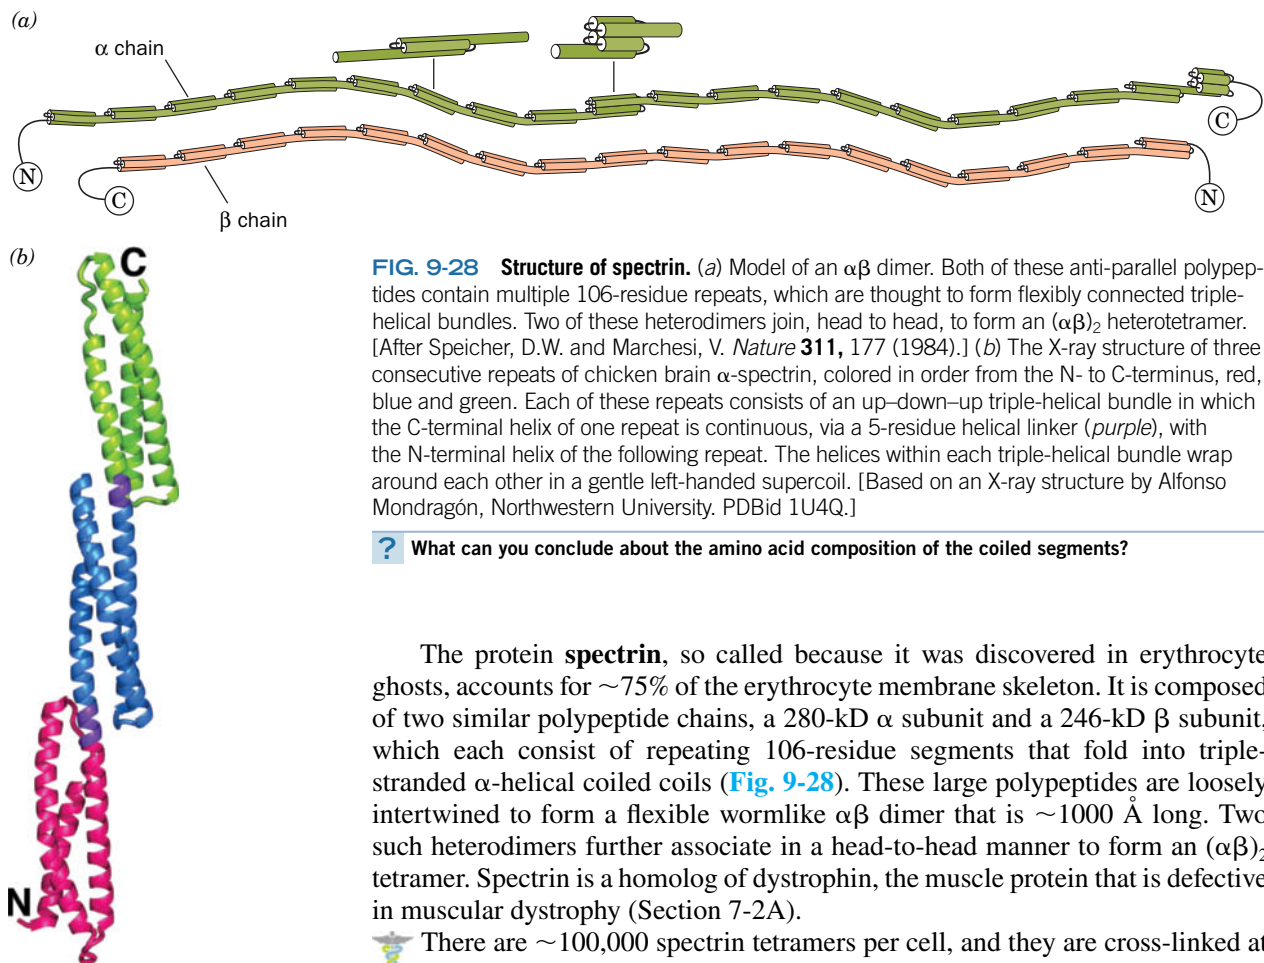 (a)
α chain
N
C
C
N
β chain
(b)
C
N
FIG. 9-28 Structure of spectrin. (a) Model of an αβ dimer. Both of these anti-parallel polypep-
tides contain multiple 106-residue repeats, which are thought to form flexibly connected triple-
helical bundles. Two of these heterodimers join, head to head, to form an (αβ)₂ heterotetramer.
[After Speicher, D.W. and Marchesi, V. Nature 311, 177 (1984).] (b) The X-ray structure of three
consecutive repeats of chicken brain α-spectrin, colored in order from the N- to C-terminus, red,
blue and green. Each of these repeats consists of an up–down–up triple-helical bundle in which
the C-terminal helix of one repeat is continuous, via a 5-residue helical linker (purple), with
the N-terminal helix of the following repeat. The helices within each triple-helical bundle wrap
around each other in a gentle left-handed supercoil. [Based on an X-ray structure by Alfonso
Mondragón, Northwestern University. PDBid 1U4Q.]
? What can you conclude about the amino acid composition of the coiled segments?
The protein spectrin, so called because it was discovered in erythrocyte
ghosts, accounts for ~75% of the erythrocyte membrane skeleton. It is composed
of two similar polypeptide chains, a 280-kD α subunit and a 246-kD β subunit,
which each consist of repeating 106-residue segments that fold into triple-
stranded α-helical coiled coils (Fig. 9-28). These large polypeptides are loosely
intertwined to form a flexible wormlike αβ dimer that is ~1000 Å long. Two
such heterodimers further associate in a head-to-head manner to form an (αβ)₂
tetramer. Spectrin is a homolog of dystrophin, the muscle protein that is defective
in muscular dystrophy (Section 7-2A).
There are ~100,000 spectrin tetramers per cell, and they are cross-linked at